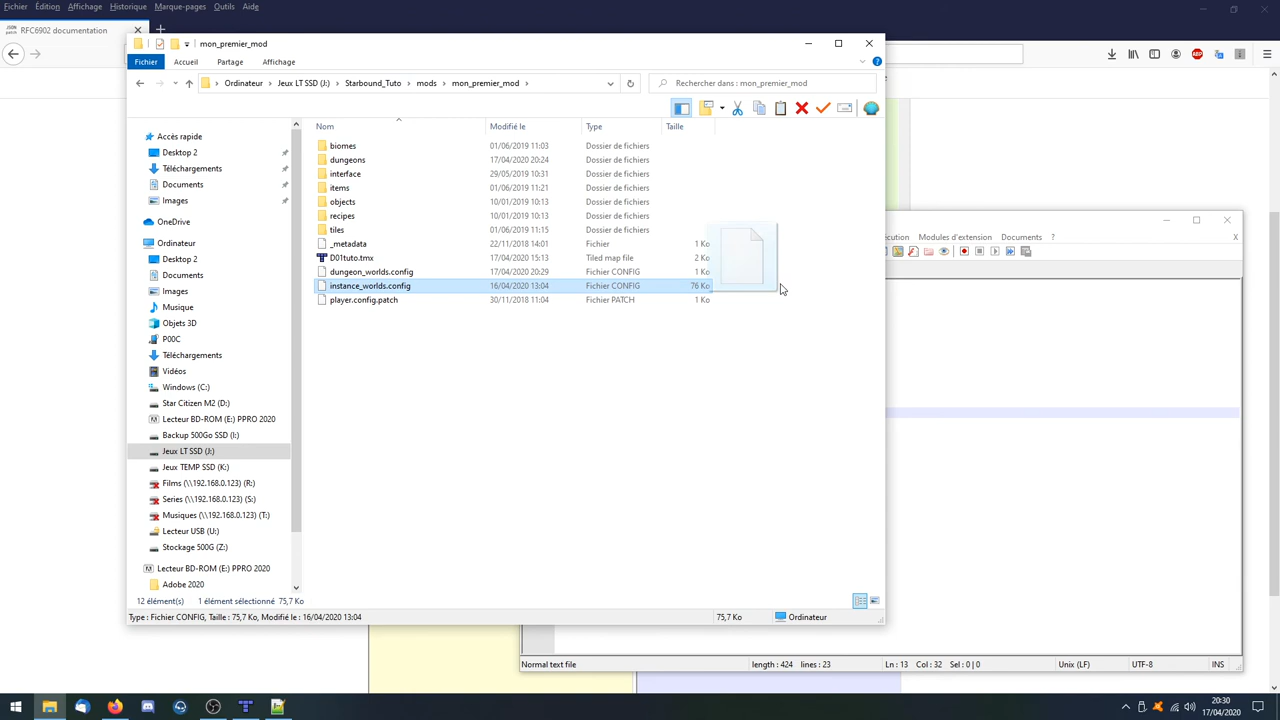 Fichier Édition Affichage Historique Marque-pages Outils Aide
JSON patch RFC6902 documentation
mon_premier_mod
Fichier Accueil Partage Affichage
Ordinateur > Jeux LT SSD (J:) > Starbound_Tuto > mods > mon_premier_mod >
Rechercher dans : mon_premier_mod
Nom Modifié le Type Taille
Accès rapide
Desktop 2
Téléchargements
Documents
Images
OneDrive
Ordinateur
Desktop 2
Documents
Images
Musique
Objets 3D
P00C
Téléchargements
Vidéos
Windows (C:)
Star Citizen M2 (D:)
Lecteur BD-ROM (E:) PPRO 2020
Backup 500Go SSD (I:)
Jeux LT SSD (J:)
Jeux TEMP SSD (K:)
Films (\\192.168.0.123) (R:)
Series (\\192.168.0.123) (S:)
Musiques (\\192.168.0.123) (T:)
Lecteur USB (U:)
Stockage 500G (Z:)
Lecteur BD-ROM (E:) PPRO 2020
Adobe 2020
biomes 01/06/2019 11:03 Dossier de fichiers
dungeons 17/04/2020 20:24 Dossier de fichiers
interface 29/05/2019 10:31 Dossier de fichiers
items 01/06/2019 11:21 Dossier de fichiers
objects 10/01/2019 10:13 Dossier de fichiers
recipes 10/01/2019 10:13 Dossier de fichiers
tiles 01/06/2019 11:15 Dossier de fichiers
_metadata 22/11/2018 14:01 Fichier 1 Ko
D01tuto.tmx 17/04/2020 15:13 Tiled map file 2 Ko
dungeon_worlds.config 17/04/2020 20:29 Fichier CONFIG 1 Ko
instance_worlds.config 16/04/2020 13:04 Fichier CONFIG 76 Ko
player.config.patch 30/11/2018 11:04 Fichier PATCH 1 Ko
12 élément(s) 1 élément sélectionné 75,7 Ko
Type : Fichier CONFIG, Taille : 75,7 Ko, Modifié le : 16/04/2020 13:04 75,7 Ko Ordinateur
cution Modules d'extension Documents ? X
Normal text file length : 424 lines : 23 Ln : 13 Col : 32 Sel : 0 | 0 Unix (LF) UTF-8 INS
20:30
17/04/2020